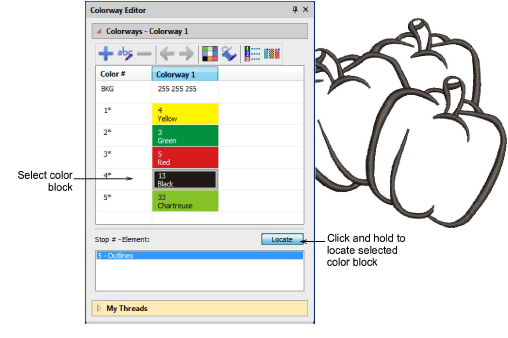 Colorway Editor
Colorways - Colorway 1
abc
Color # Colorway 1
BKG 255 255 255
1* 4 Yellow
2* 3 Green
3* 5 Red
4* 13 Black
5* 33 Chartreuse
Select color block
Stop # - Element: Locate
5 - Outlines
Click and hold to locate selected color block
My Threads